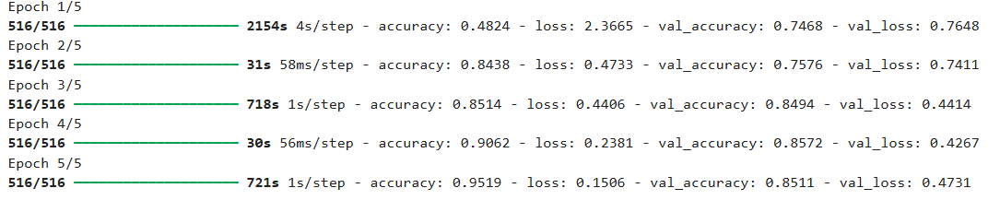 Epoch 1/5
516/516 ━━━━━━━━━━━━━━━━━━━━ 2154s 4s/step - accuracy: 0.4824 - loss: 2.3665 - val_accuracy: 0.7468 - val_loss: 0.7648
Epoch 2/5
516/516 ━━━━━━━━━━━━━━━━━━━━ 31s 58ms/step - accuracy: 0.8438 - loss: 0.4733 - val_accuracy: 0.7576 - val_loss: 0.7411
Epoch 3/5
516/516 ━━━━━━━━━━━━━━━━━━━━ 718s 1s/step - accuracy: 0.8514 - loss: 0.4406 - val_accuracy: 0.8494 - val_loss: 0.4414
Epoch 4/5
516/516 ━━━━━━━━━━━━━━━━━━━━ 30s 56ms/step - accuracy: 0.9062 - loss: 0.2381 - val_accuracy: 0.8572 - val_loss: 0.4267
Epoch 5/5
516/516 ━━━━━━━━━━━━━━━━━━━━ 721s 1s/step - accuracy: 0.9519 - loss: 0.1506 - val_accuracy: 0.8511 - val_loss: 0.4731